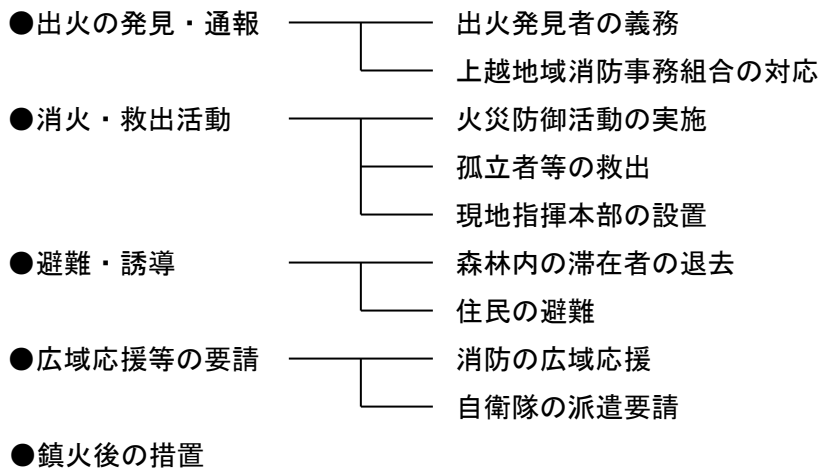 ●出火の発見・通報 出火発見者の義務
上越地域消防事務組合の対応
●消火・救出活動 火災防御活動の実施
孤立者等の救出
現地指揮本部の設置
●避難・誘導 森林内の滞在者の退去
住民の避難
●広域応援等の要請 消防の広域応援
自衛隊の派遣要請
●鎮火後の措置